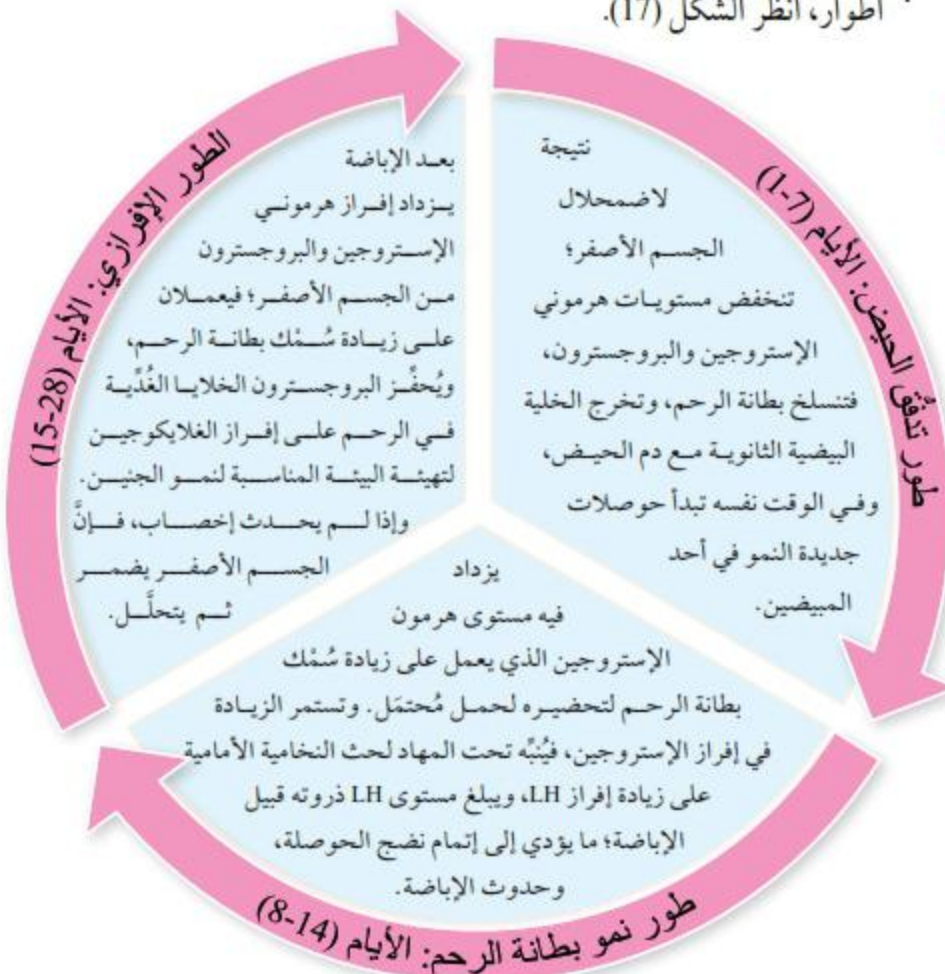 أطوار، انظر الشكل (17).
طور تدفُّق الحيض: الأيام (1-7)
نتيجة
لاضمحلال
الجسم الأصفر؛
تنخفض مستويات هرموني
الإستروجين والبروجسترون،
فتنسلخ بطانة الرحم، وتخرج الخلية
البيضية الثانوية مع دم الحيض،
وفي الوقت نفسه تبدأ حوصلات
جديدة النمو في أحد
المبيضين.
طور نمو بطانة الرحم: الأيام (8-14)
يزداد
فيه مستوى هرمون
الإستروجين الذي يعمل على زيادة سُمْك
بطانة الرحم لتحضيره لحمل مُحتمَل. وتستمر الزيادة
في إفراز الإستروجين، فيُنبِّه تحت المهاد لحث النخامية الأمامية
على زيادة إفراز LH، ويبلغ مستوى LH ذروته قبيل
الإباضة؛ ما يؤدي إلى إتمام نضج الحوصلة،
وحدوث الإباضة.
الطور الإفرازي: الأيام (15-28)
بعد الإباضة
يزداد إفراز هرموني
الإستروجين والبروجسترون
من الجسم الأصفر؛ فيعملان
على زيادة سُمْك بطانة الرحم،
ويُحفِّز البروجسترون الخلايا الغُدِّية
في الرحم على إفراز الغلايكوجين
لتهيئة البيئة المناسبة لنمو الجنين.
وإذا لم يحدث إخصاب، فإنَّ
الجسم الأصفر يضمر
ثم يتحلَّل.